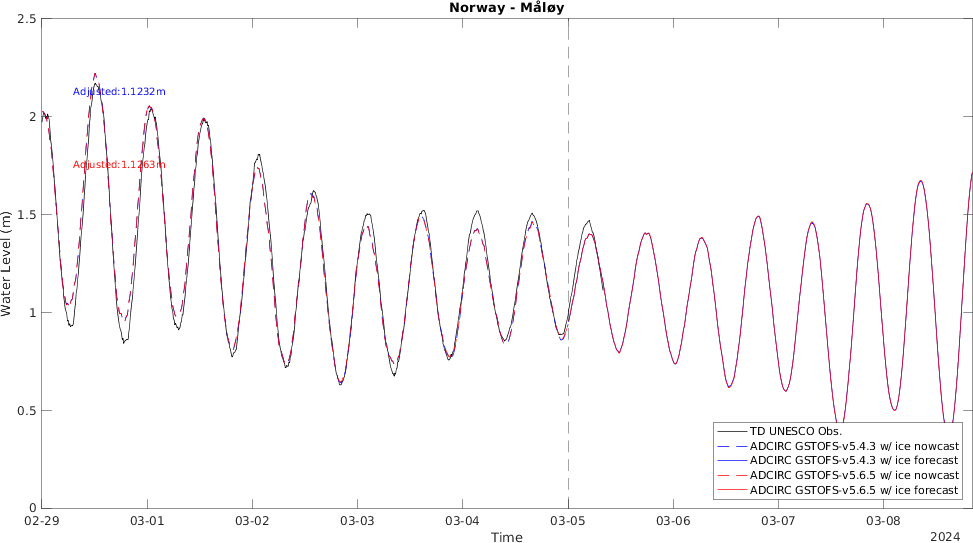 Norway - Måløy
2.5
2
1.5
1
0.5
0
Water Level (m)
Adjusted:1.1232m
Adjusted:1.1263m
TD UNESCO Obs.
ADCIRC GSTOFS-v5.4.3 w/ ice nowcast
ADCIRC GSTOFS-v5.4.3 w/ ice forecast
ADCIRC GSTOFS-v5.6.5 w/ ice nowcast
ADCIRC GSTOFS-v5.6.5 w/ ice forecast
02-29 03-01 03-02 03-03 03-04 03-05 03-06 03-07 03-08
Time
2024